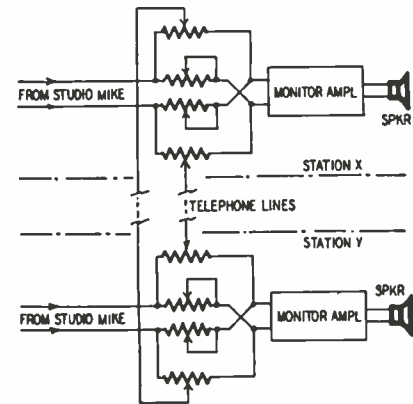 FROM STUDIO MIKE
MONITOR AMPL
SPKR
STATION X
TELEPHONE LINES
STATION Y
FROM STUDIO MIKE
MONITOR AMPL
SPKR